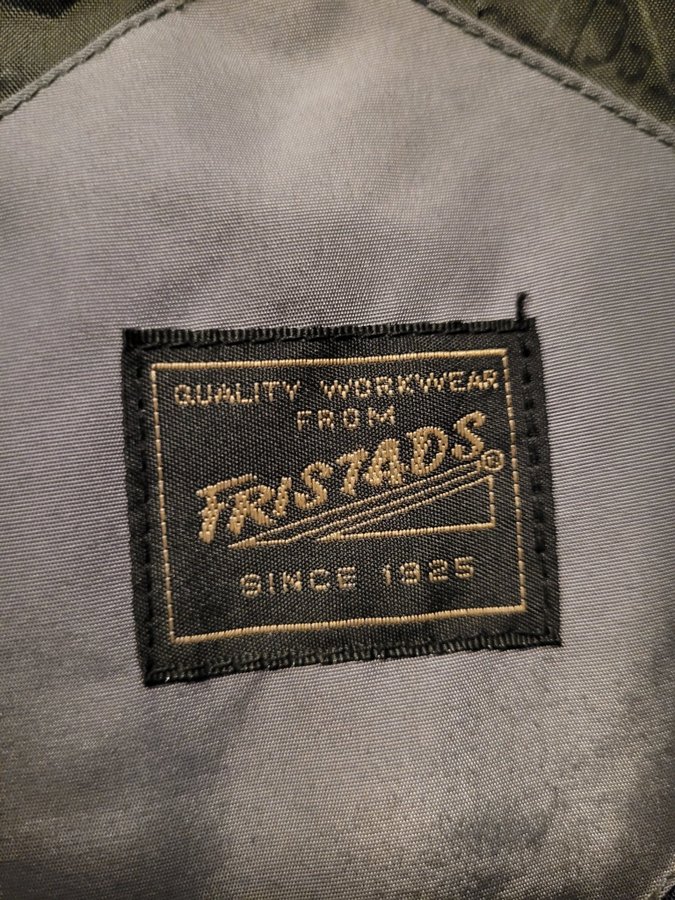 QUALITY WORKWEAR
FROM
FRISTADS®
SINCE 1925